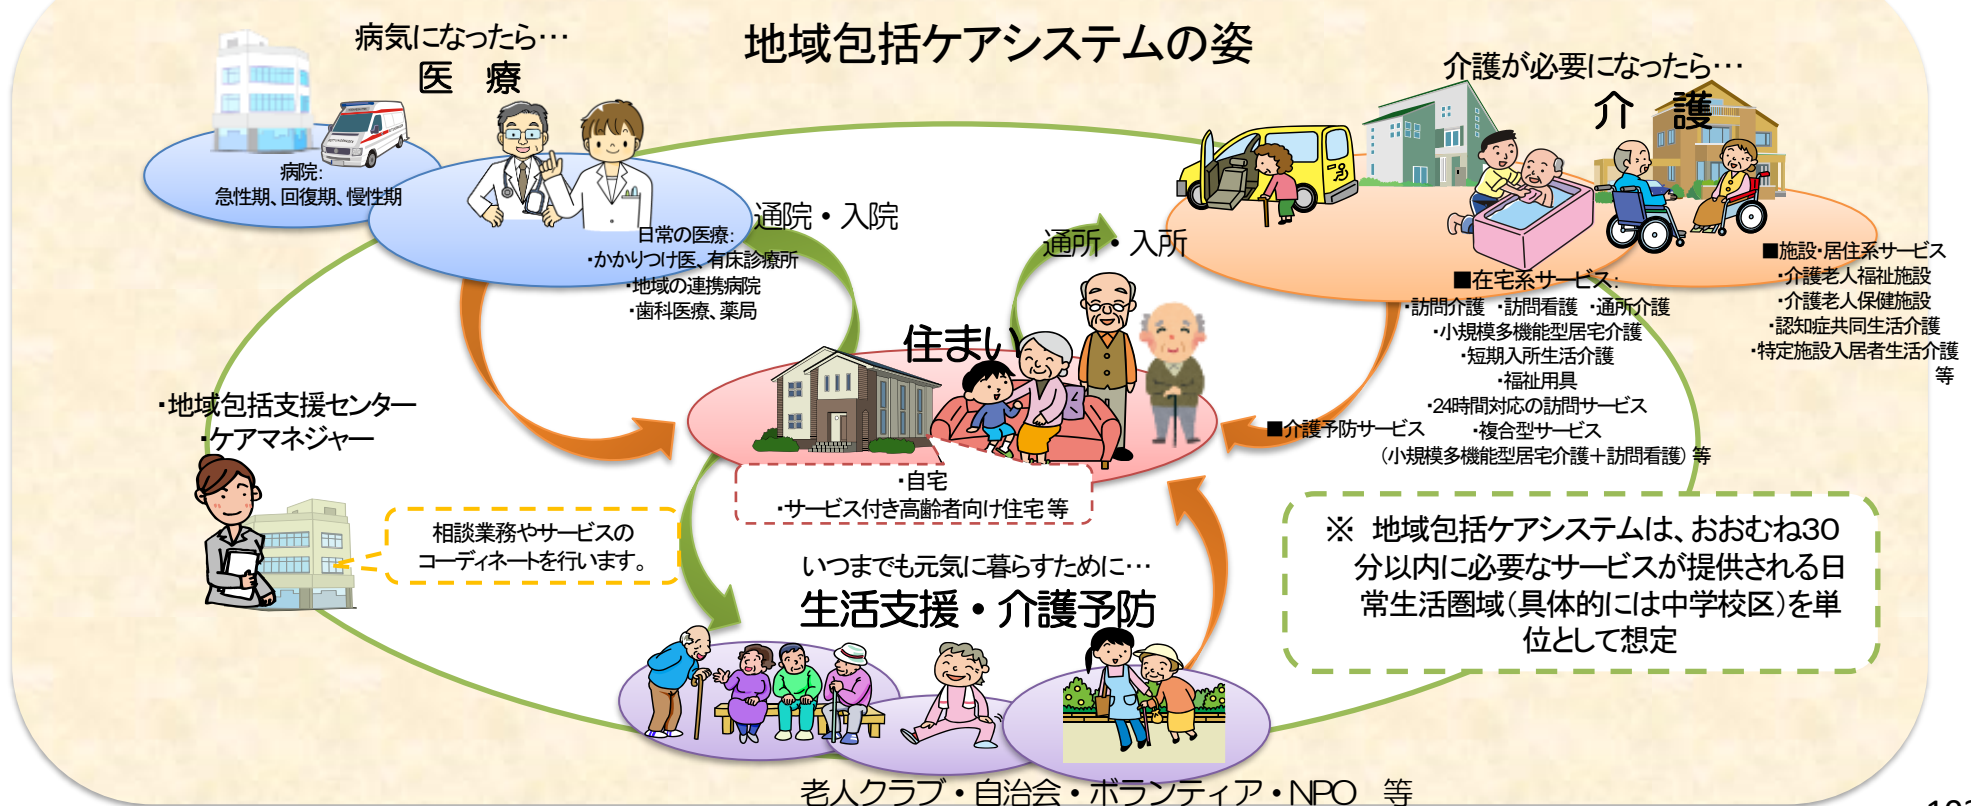 地域包括ケアシステムの姿
病気になったら…
医 療
病院:
急性期、回復期、慢性期
日常の医療:
・かかりつけ医、有床診療所
・地域の連携病院
・歯科医療、薬局
通院・入院
通所・入所
介護が必要になったら…
介 護
■在宅系サービス:
・訪問介護 ・訪問看護 ・通所介護
・小規模多機能型居宅介護
・短期入所生活介護
・福祉用具
・24時間対応の訪問サービス
・複合型サービス
(小規模多機能型居宅介護+訪問看護) 等
■介護予防サービス
■施設・居住系サービス
・介護老人福祉施設
・介護老人保健施設
・認知症共同生活介護
・特定施設入居者生活介護
等
住まい
・自宅
・サービス付き高齢者向け住宅 等
・地域包括支援センター
・ケアマネジャー
相談業務やサービスの
コーディネートを行います。
いつまでも元気に暮らすために…
生活支援・介護予防
老人クラブ・自治会・ボランティア・NPO 等
※ 地域包括ケアシステムは、おおむね30
分以内に必要なサービスが提供される日
常生活圏域(具体的には中学校区)を単
位として想定